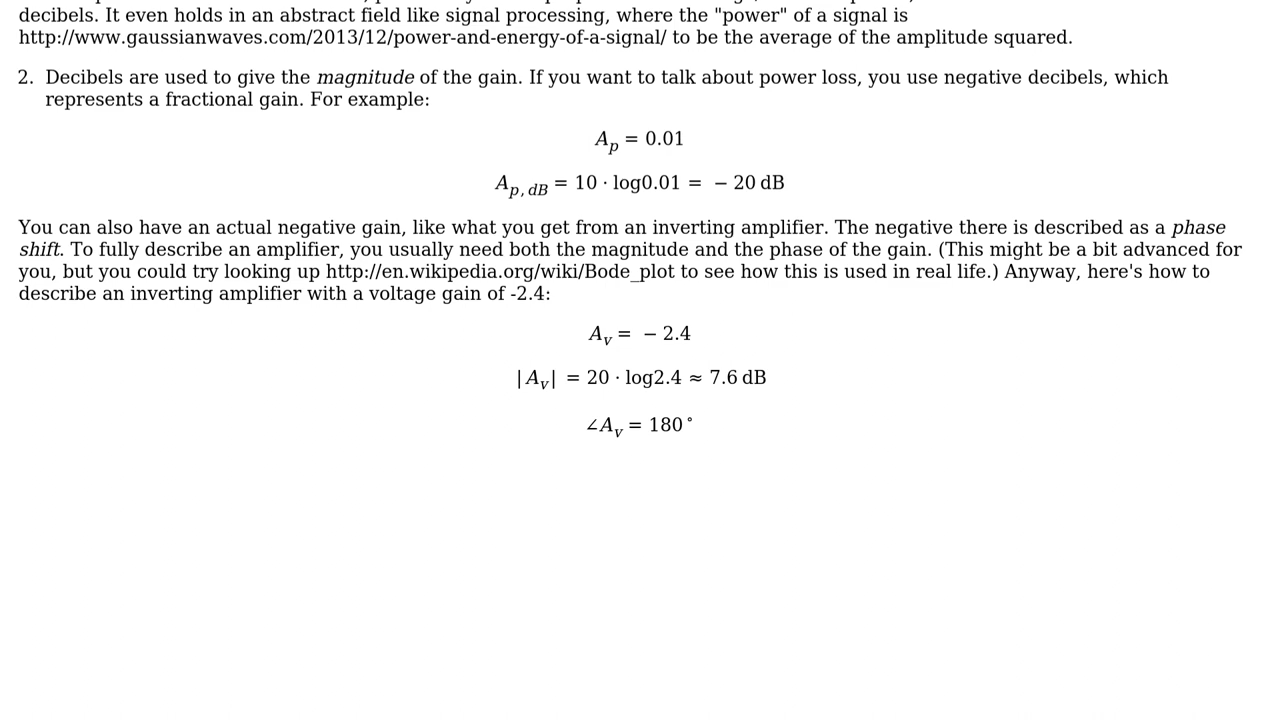 decibels. It even holds in an abstract field like signal processing, where the "power" of a signal is
http://www.gaussianwaves.com/2013/12/power-and-energy-of-a-signal/ to be the average of the amplitude squared.
2. Decibels are used to give the magnitude of the gain. If you want to talk about power loss, you use negative decibels, which
represents a fractional gain. For example:
A_p = 0.01
A_{p, dB} = 10 · log0.01 = − 20 dB
You can also have an actual negative gain, like what you get from an inverting amplifier. The negative there is described as a phase
shift. To fully describe an amplifier, you usually need both the magnitude and the phase of the gain. (This might be a bit advanced for
you, but you could try looking up http://en.wikipedia.org/wiki/Bode_plot to see how this is used in real life.) Anyway, here's how to
describe an inverting amplifier with a voltage gain of -2.4:
A_v = − 2.4
|A_v| = 20 · log2.4 ≈ 7.6 dB
∠A_v = 180°